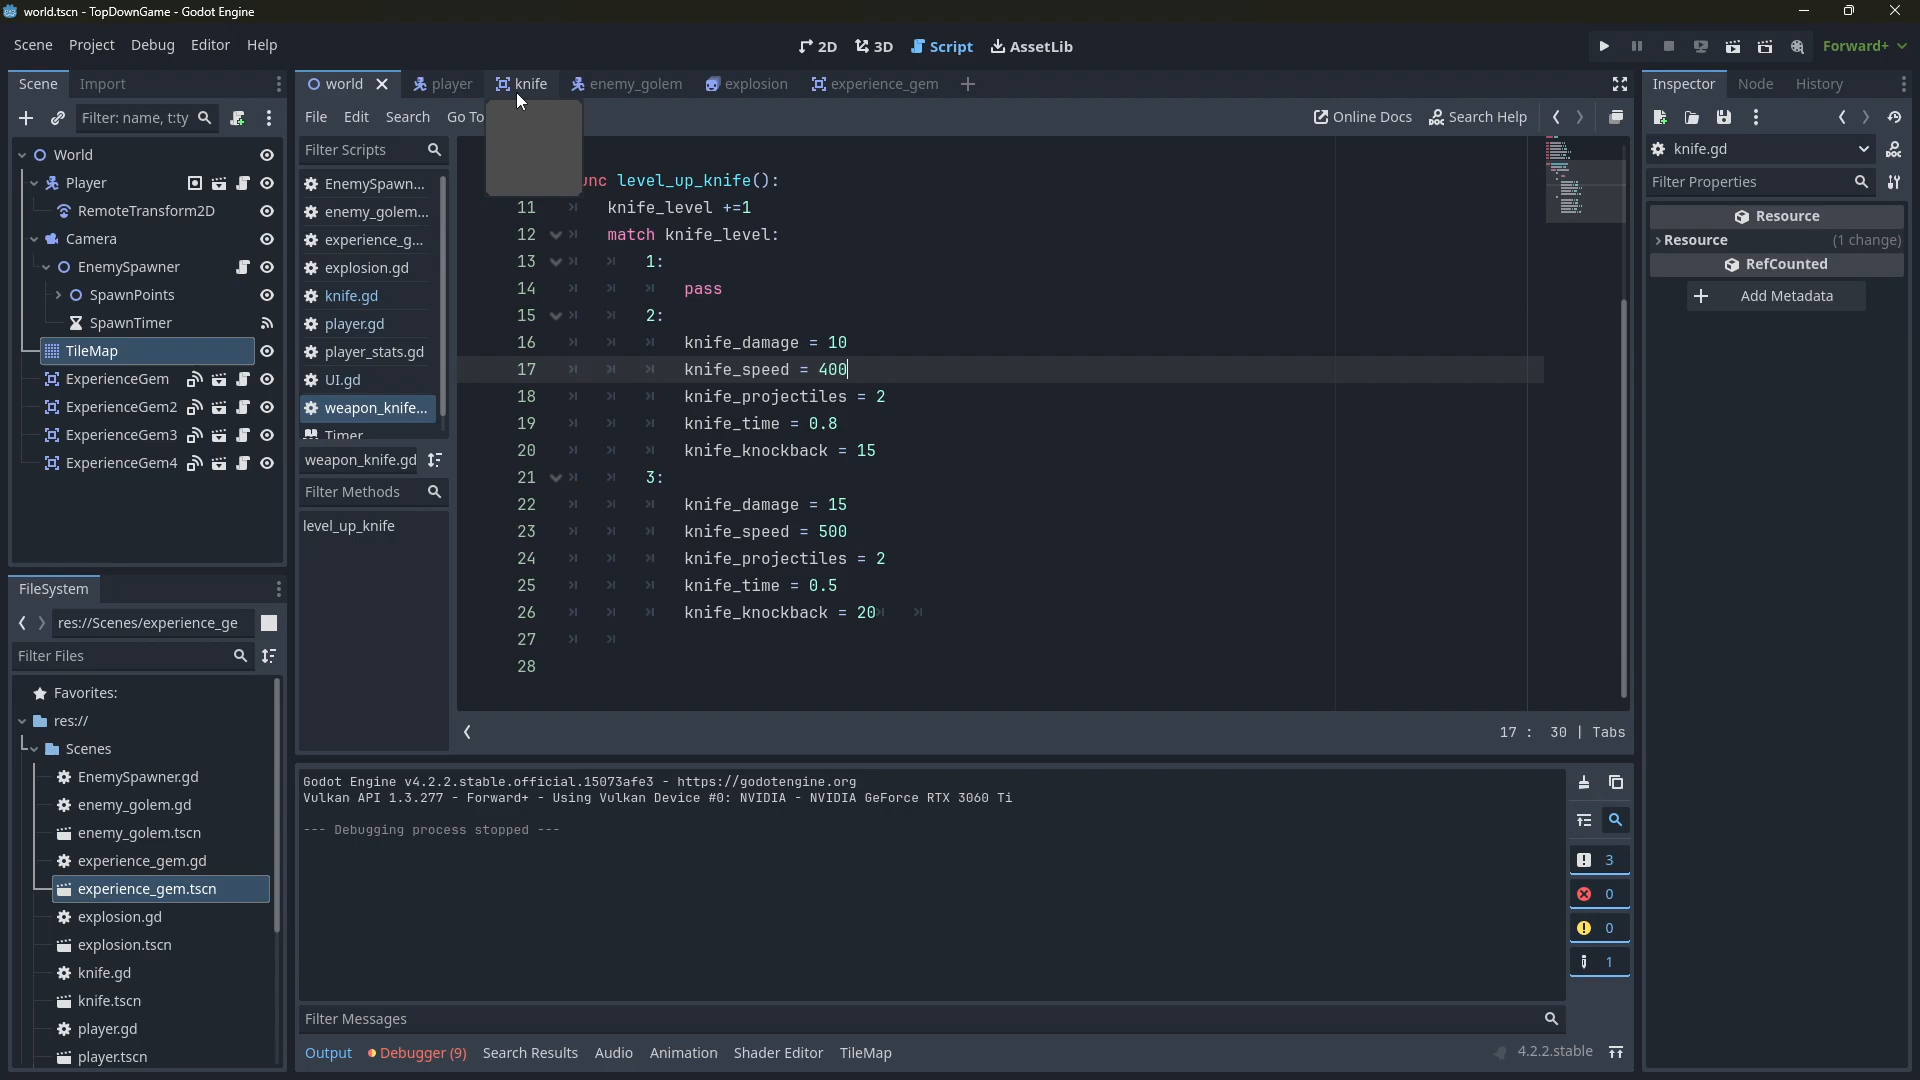 world.tscn - TopDownGame - Godot Engine
Scene Project Debug Editor Help
2D 3D Script AssetLib
Forward+
Scene Import
world player knife enemy_golem explosion experience_gem
Inspector Node History
Filter: name, t:ty
File Edit Search Go To
Online Docs Search Help
knife.gd
Filter Properties
Resource
Resource (1 change)
RefCounted
Add Metadata
World
Player
RemoteTransform2D
Camera
EnemySpawner
SpawnPoints
SpawnTimer
TileMap
ExperienceGem
ExperienceGem2
ExperienceGem3
ExperienceGem4
Filter Scripts
EnemySpawn...
enemy_golem...
experience_g...
explosion.gd
knife.gd
player.gd
player_stats.gd
UI.gd
weapon_knife...
Timer
weapon_knife.gd
Filter Methods
level_up_knife
unc level_up_knife():
11 knife_level +=1
12 match knife_level:
13 1:
14 pass
15 2:
16 knife_damage = 10
17 knife_speed = 400
18 knife_projectiles = 2
19 knife_time = 0.8
20 knife_knockback = 15
21 3:
22 knife_damage = 15
23 knife_speed = 500
24 knife_projectiles = 2
25 knife_time = 0.5
26 knife_knockback = 20
27
28
17 : 30 | Tabs
FileSystem
res://Scenes/experience_ge
Filter Files
Favorites:
res://
Scenes
EnemySpawner.gd
enemy_golem.gd
enemy_golem.tscn
experience_gem.gd
experience_gem.tscn
explosion.gd
explosion.tscn
knife.gd
knife.tscn
player.gd
player.tscn
Godot Engine v4.2.2.stable.official.15073afe3 - https://godotengine.org
Vulkan API 1.3.277 - Forward+ - Using Vulkan Device #0: NVIDIA - NVIDIA GeForce RTX 3060 Ti
--- Debugging process stopped ---
3
0
0
1
Filter Messages
Output Debugger (9) Search Results Audio Animation Shader Editor TileMap
4.2.2.stable